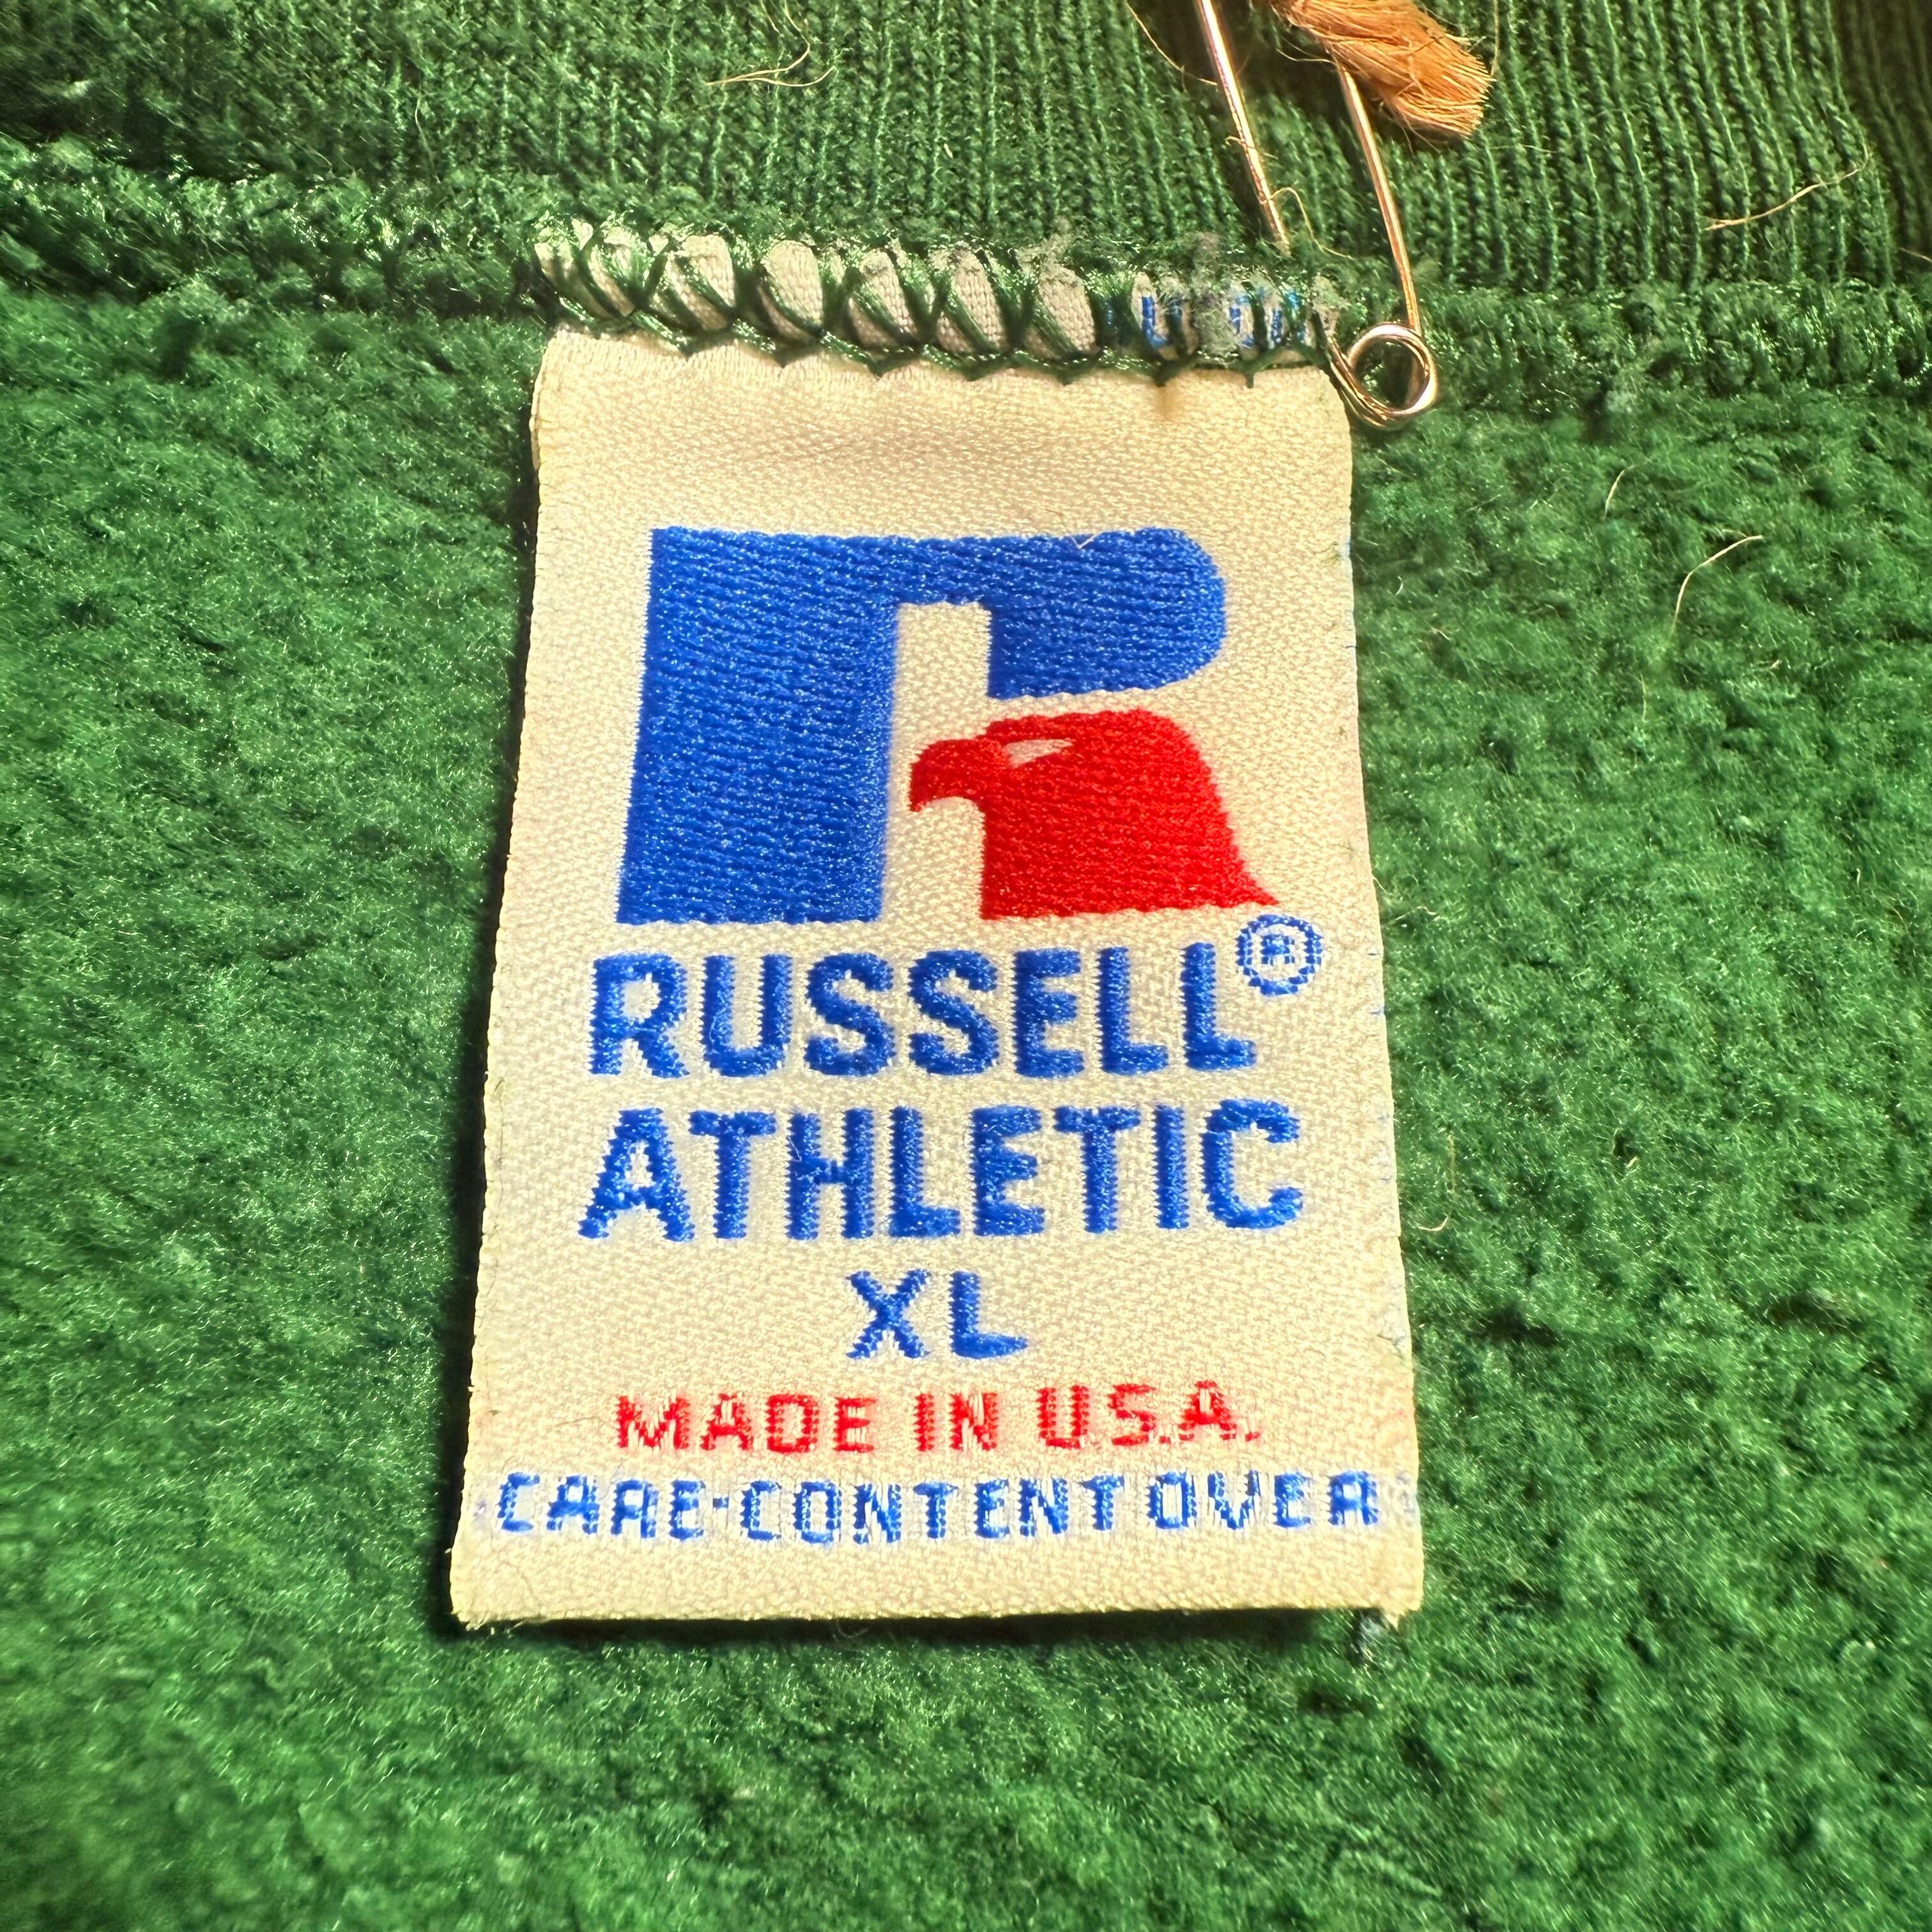 RUSSELL®
ATHLETIC
XL
MADE IN U.S.A.
CARE·CONTENT OVER